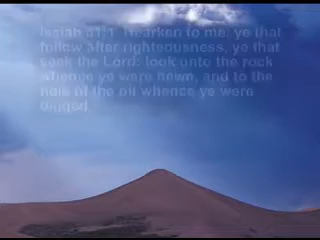 Isaiah 51:1 Hearken to me, ye that
follow after righteousness, ye that
seek the Lord: look unto the rock
whence ye were hewn, and to the
hole of the pit whence ye were
digged.